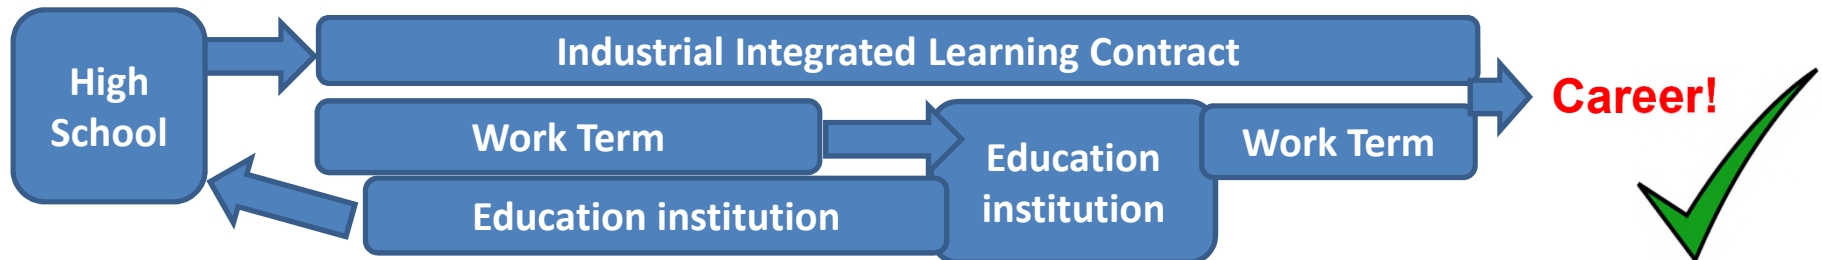 High
School
Industrial Integrated Learning Contract
Work Term
Education institution
Education
institution
Work Term
Career!